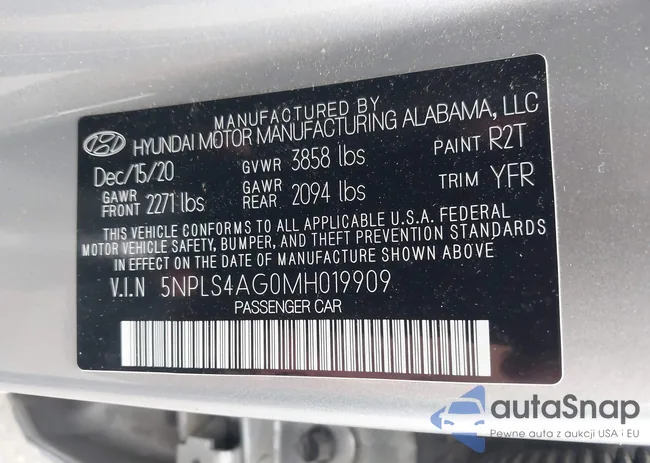 MANUFACTURED BY
HYUNDAI MOTOR MANUFACTURING ALABAMA, LLC
Dec/15/20 GVWR 3858 lbs PAINT R2T
GAWR FRONT 2271 lbs GAWR REAR 2094 lbs TRIM YFR
THIS VEHICLE CONFORMS TO ALL APPLICABLE U.S.A. FEDERAL
MOTOR VEHICLE SAFETY, BUMPER, AND THEFT PREVENTION STANDARDS
IN EFFECT ON THE DATE OF MANUFACTURE SHOWN ABOVE
V.I.N 5NPLS4AG0MH019909
PASSENGER CAR
autaSnap
Pewne auta z aukcji USA i EU